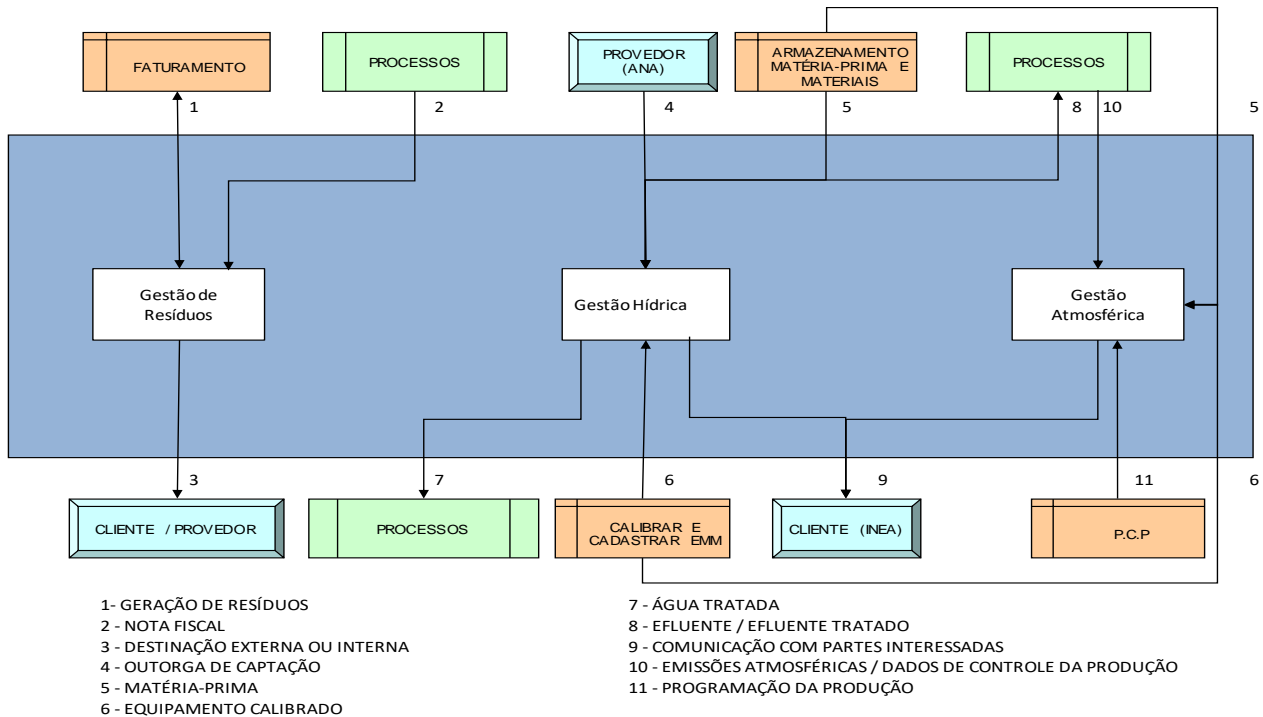 FATURAMENTO
PROCESSOS
PROVEDOR
(ANA)
ARMAZENAMENTO
MATÉRIA-PRIMA E
MATERIAIS
PROCESSOS
1
2
4
5
8
10
5
Gestão de
Resíduos
Gestão Hídrica
Gestão
Atmosférica
3
7
6
9
11
6
CLIENTE / PROVEDOR
PROCESSOS
CALIBRAR E
CADASTRAR EMM
CLIENTE (INEA)
P.C.P
1- GERAÇÃO DE RESÍDUOS
2 - NOTA FISCAL
3 - DESTINAÇÃO EXTERNA OU INTERNA
4 - OUTORGA DE CAPTAÇÃO
5 - MATÉRIA-PRIMA
6 - EQUIPAMENTO CALIBRADO
7 - ÁGUA TRATADA
8 - EFLUENTE / EFLUENTE TRATADO
9 - COMUNICAÇÃO COM PARTES INTERESSADAS
10 - EMISSÕES ATMOSFÉRICAS / DADOS DE CONTROLE DA PRODUÇÃO
11 - PROGRAMAÇÃO DA PRODUÇÃO